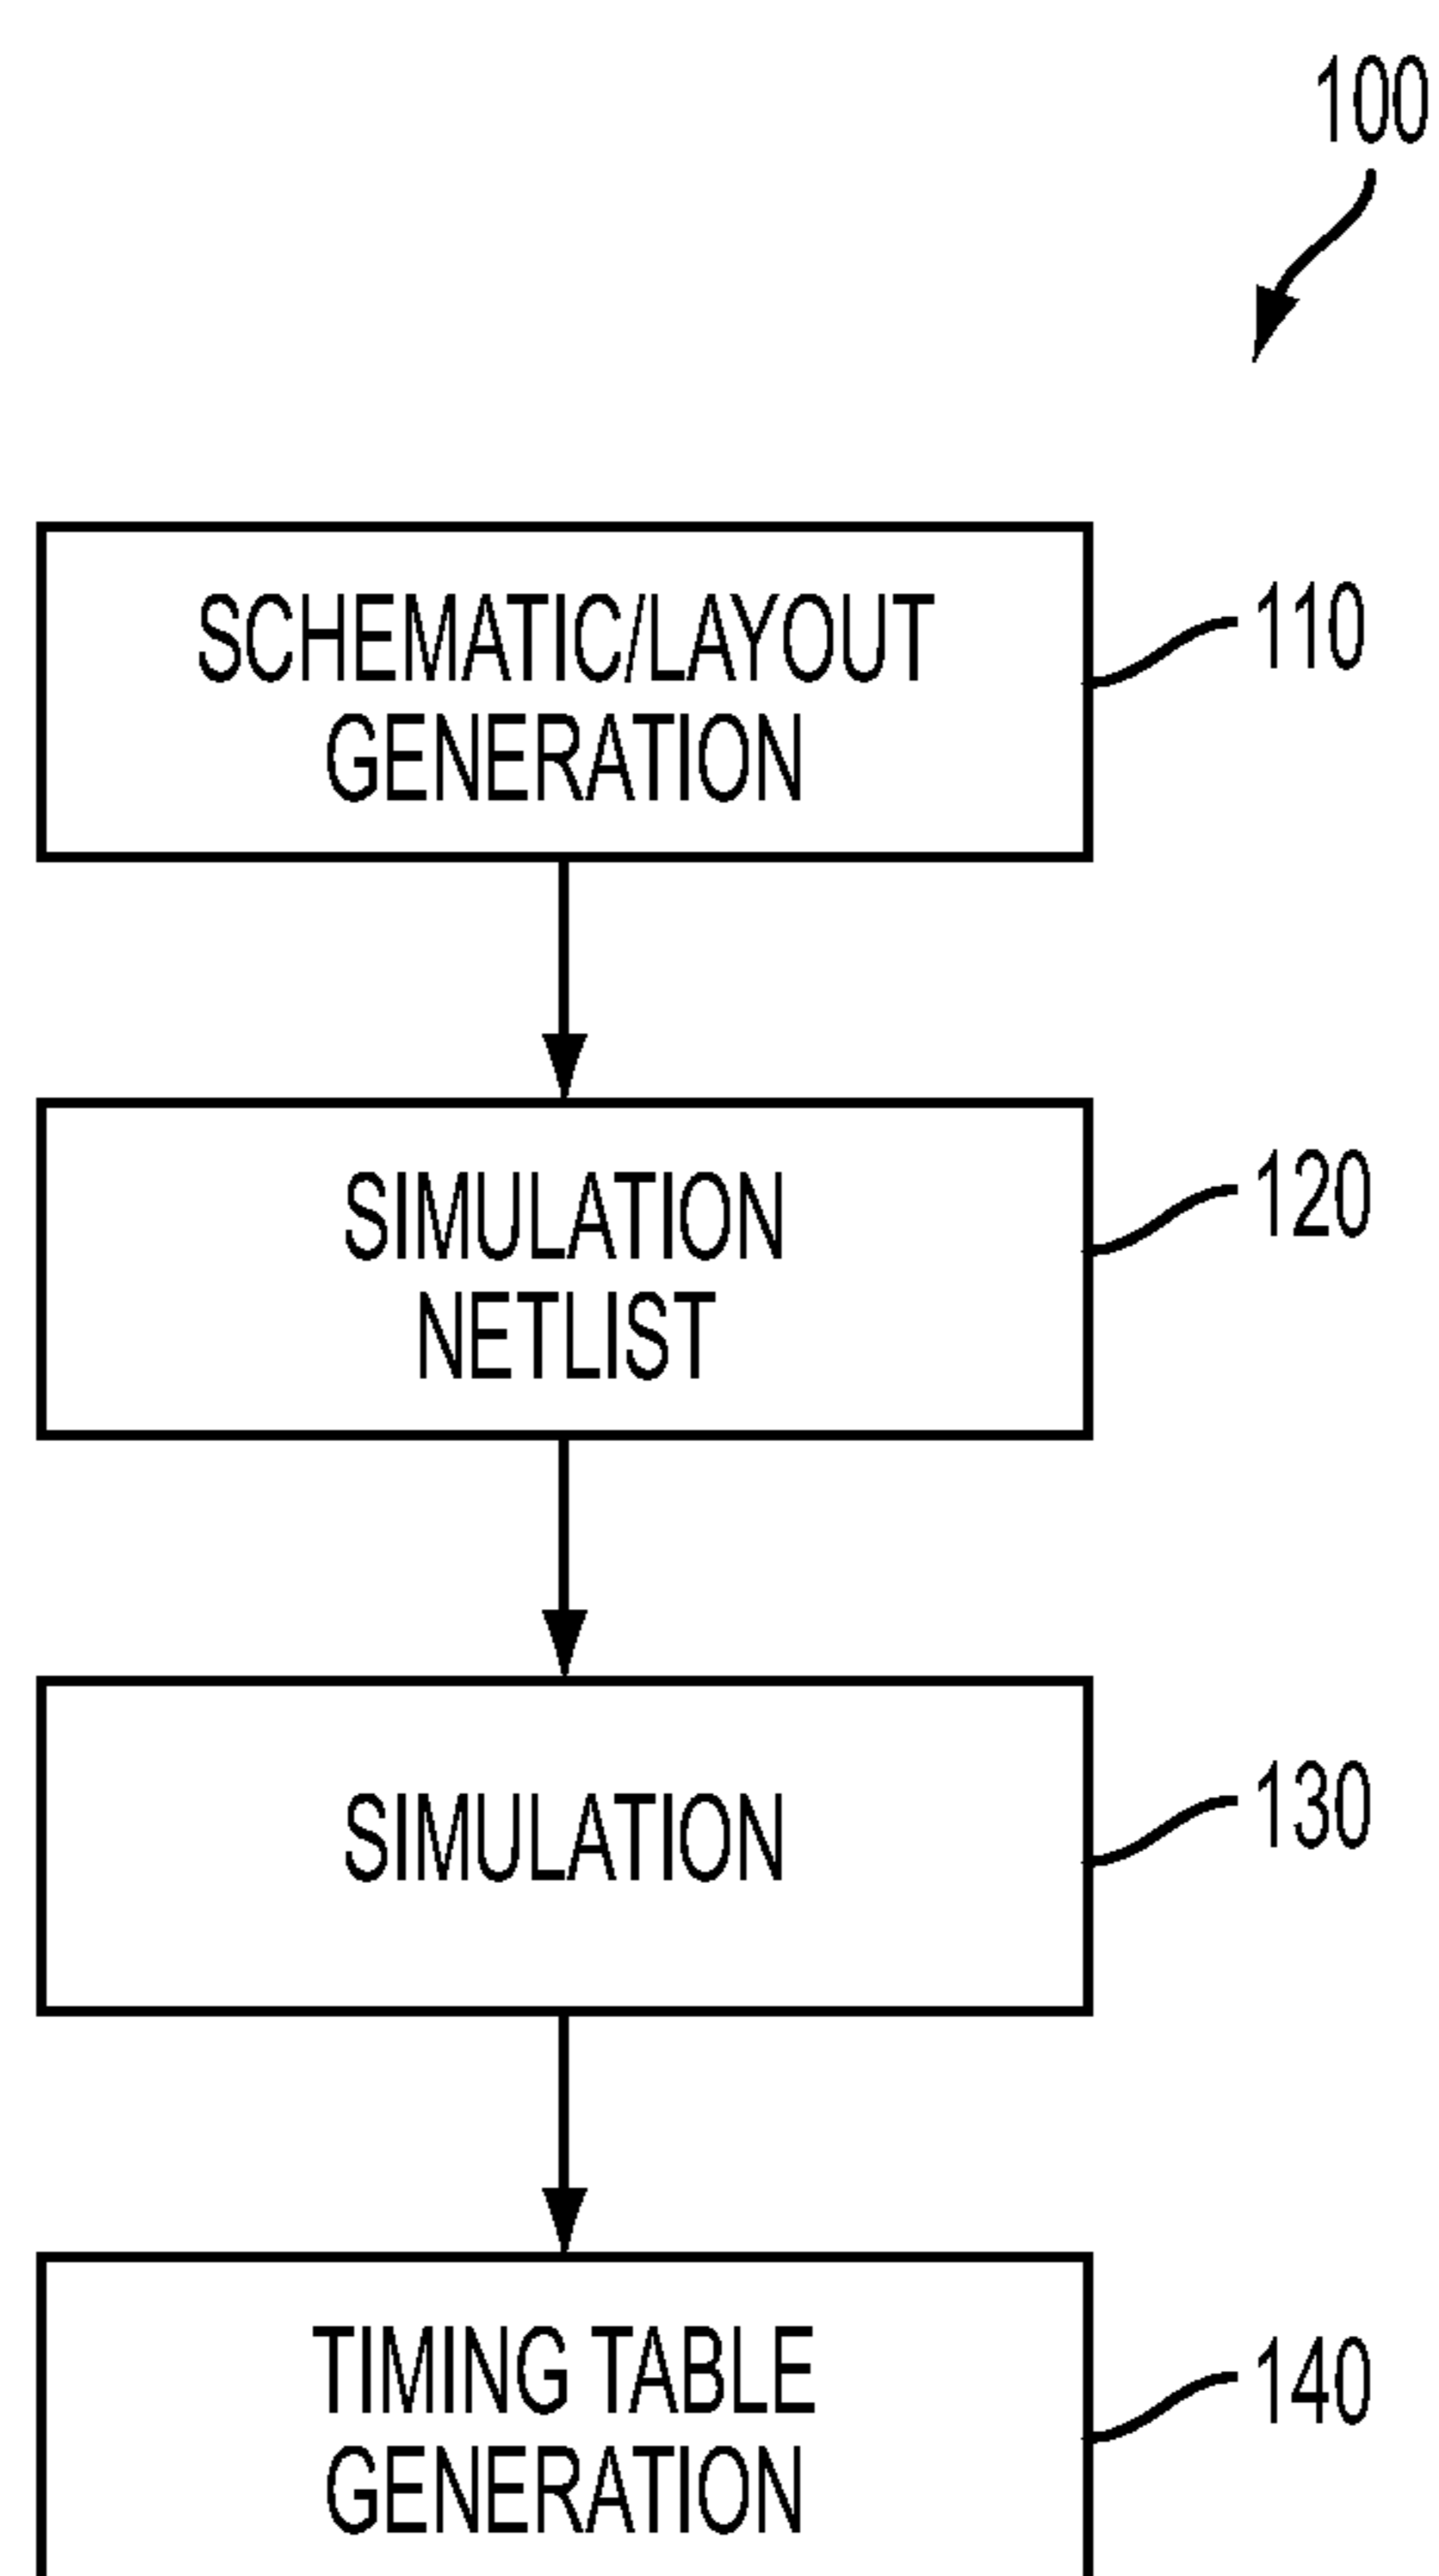 100
SCHEMATIC/LAYOUT
GENERATION
110
SIMULATION
NETLIST
120
SIMULATION
130
TIMING TABLE
GENERATION
140